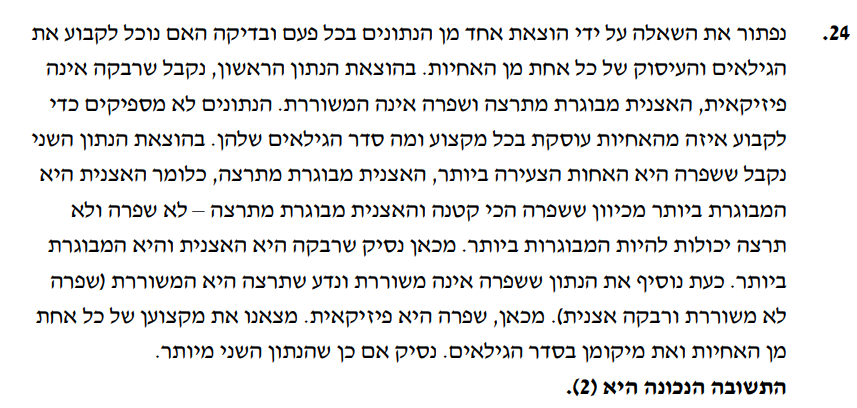 24. נפתור את השאלה על ידי הוצאת אחד מן הנתונים בכל פעם ובדיקה האם נוכל לקבוע את
הגילאים והעיסוק של כל אחת מן האחיות. בהוצאת הנתון הראשון, נקבל שרבקה אינה
פיזיקאית, האצנית מבוגרת מתרצה ושפרה אינה המשוררת. הנתונים לא מספיקים כדי
לקבוע איזה מהאחיות עוסקת בכל מקצוע ומה סדר הגילאים שלהן. בהוצאת הנתון השני
נקבל ששפרה היא האחות הצעירה ביותר, האצנית מבוגרת מתרצה, כלומר האצנית היא
המבוגרת ביותר מכיוון ששפרה הכי קטנה והאצנית מבוגרת מתרצה – לא שפרה ולא
תרצה יכולות להיות המבוגרות ביותר. מכאן נסיק שרבקה היא האצנית והיא המבוגרת
ביותר. כעת נוסיף את הנתון ששפרה אינה משוררת ונדע שתרצה היא המשוררת (שפרה
לא משוררת ורבקה אצנית). מכאן, שפרה היא פיזיקאית. מצאנו את מקצוען של כל אחת
מן האחיות ואת מיקומן בסדר הגילאים. נסיק אם כן שהנתון השני מיותר.
התשובה הנכונה היא (2).